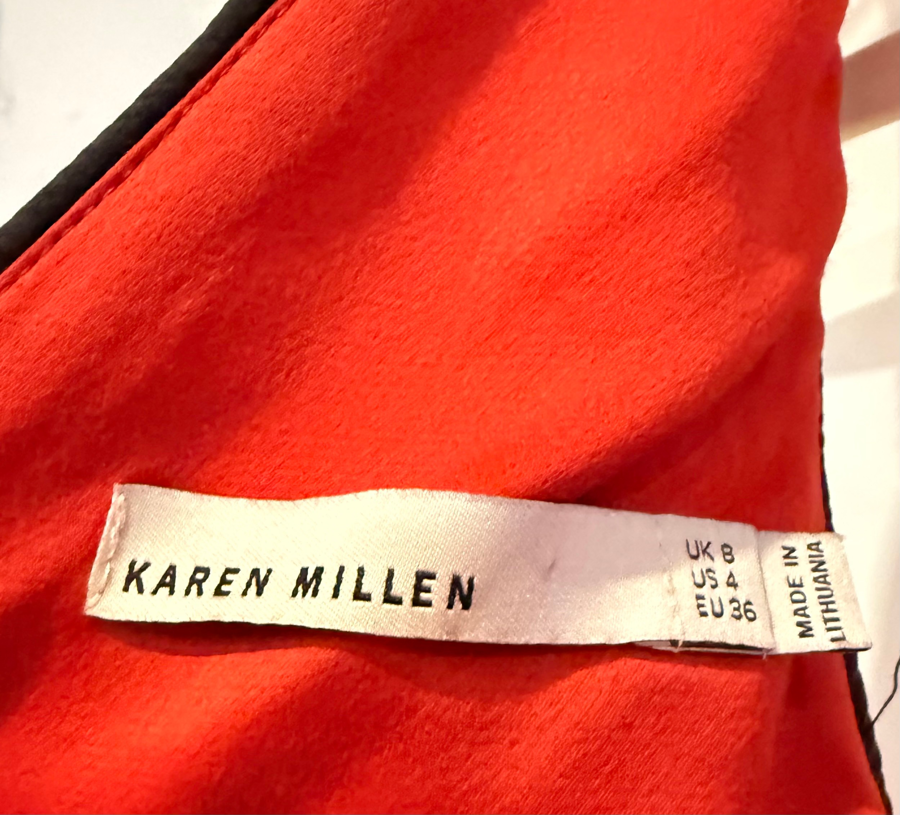 KAREN MILLEN
UK 8
US 4
EU 36
MADE IN
LITHUANIA